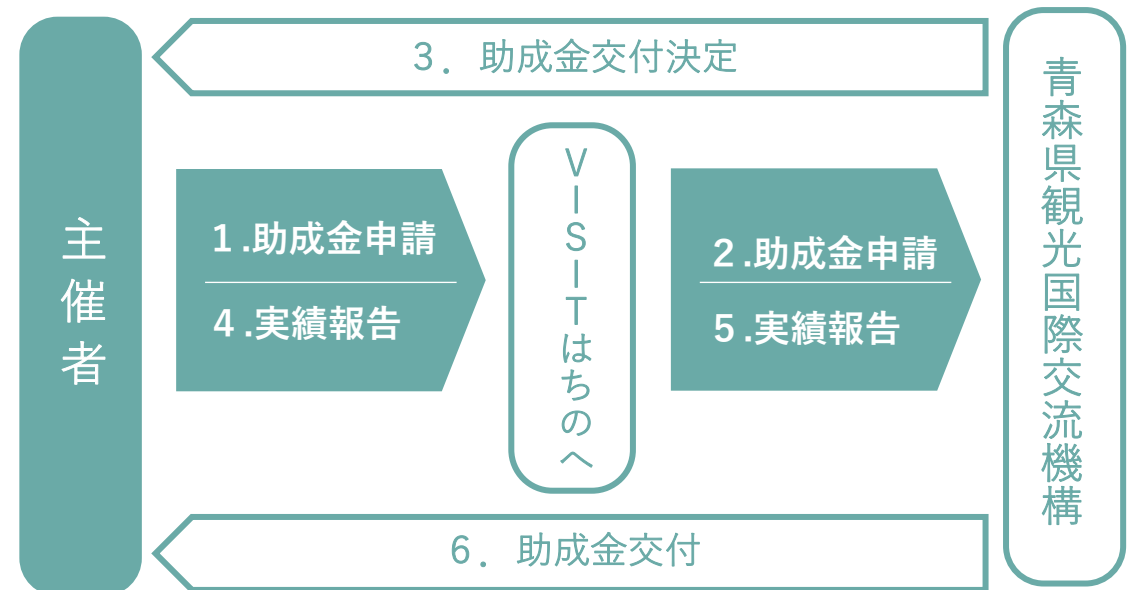 主催者
３．助成金交付決定
１.助成金申請
４.実績報告
VISITはちのへ
２.助成金申請
５.実績報告
６．助成金交付
青森県観光国際交流機構